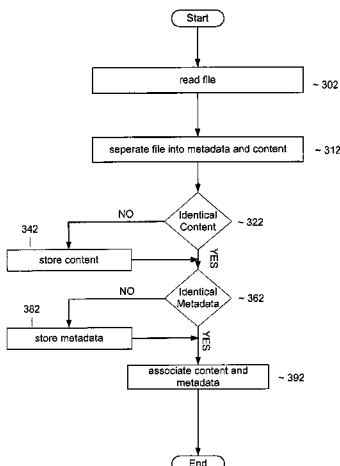 Start
read file
~ 302
seperate file into metadata and content
~ 312
Identical
Content
~ 322
NO
342
store content
YES
Identical
Metadata
~ 362
NO
382
store metadata
YES
associate content and
metadata
~ 392
End